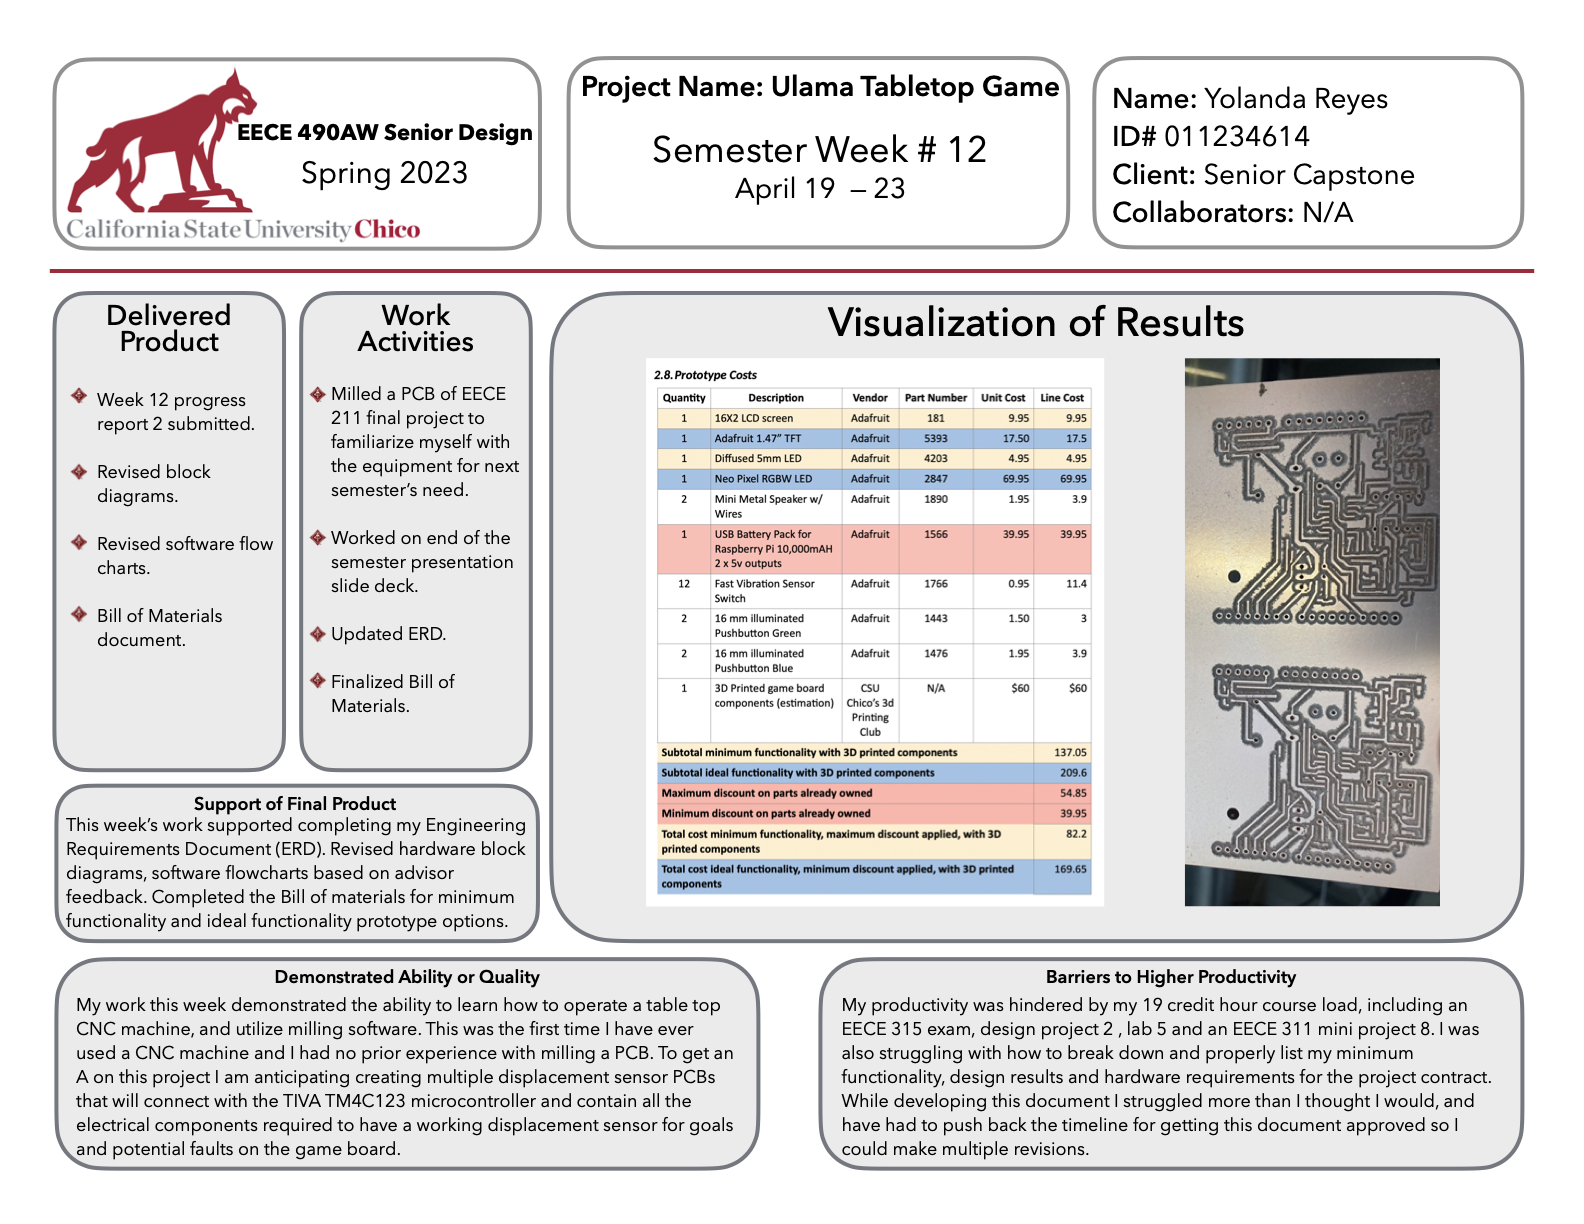 EECE 490AW Senior Design
Spring 2023
California State University Chico
Project Name: Ulama Tabletop Game
Semester Week # 12
April 19 – 23
Name: Yolanda Reyes
ID# 011234614
Client: Senior Capstone
Collaborators: N/A
Delivered
Product
Week 12 progress
report 2 submitted.
Revised block
diagrams.
Revised software flow
charts.
Bill of Materials
document.
Work
Activities
Milled a PCB of EECE
211 final project to
familiarize myself with
the equipment for next
semester's need.
Worked on end of the
semester presentation
slide deck.
Updated ERD.
Finalized Bill of
Materials.
Visualization of Results
2.8. Prototype Costs
Quantity Description Vendor Part Number Unit Cost Line Cost
1 16X2 LCD screen Adafruit 181 9.95 9.95
1 Adafruit 1.47" TFT Adafruit 5393 17.50 17.5
1 Diffused 5mm LED Adafruit 4203 4.95 4.95
1 Neo Pixel RGBW LED Adafruit 2847 69.95 69.95
2 Mini Metal Speaker w/ Adafruit 1890 1.95 3.9
Wires
1 USB Battery Pack for Adafruit 1566 39.95 39.95
Raspberry Pi 10,000mAH
2 x 5v outputs
12 Fast Vibration Sensor Adafruit 1766 0.95 11.4
Switch
2 16 mm illuminated Adafruit 1443 1.50 3
Pushbutton Green
2 16 mm illuminated Adafruit 1476 1.95 3.9
Pushbutton Blue
1 3D Printed game board CSU N/A $60 $60
components (estimation) Chico's 3d
Printing
Club
Subtotal minimum functionality with 3D printed components 137.05
Subtotal ideal functionality with 3D printed components 209.6
Maximum discount on parts already owned 54.85
Minimum discount on parts already owned 39.95
Total cost minimum functionality, maximum discount applied, with 3D 82.2
printed components
Total cost ideal functionality, minimum discount applied, with 3D printed 169.65
components
Support of Final Product
This week's work supported completing my Engineering
Requirements Document (ERD). Revised hardware block
diagrams, software flowcharts based on advisor
feedback. Completed the Bill of materials for minimum
functionality and ideal functionality prototype options.
Demonstrated Ability or Quality
My work this week demonstrated the ability to learn how to operate a table top
CNC machine, and utilize milling software. This was the first time I have ever
used a CNC machine and I had no prior experience with milling a PCB. To get an
A on this project I am anticipating creating multiple displacement sensor PCBs
that will connect with the TIVA TM4C123 microcontroller and contain all the
electrical components required to have a working displacement sensor for goals
and potential faults on the game board.
Barriers to Higher Productivity
My productivity was hindered by my 19 credit hour course load, including an
EECE 315 exam, design project 2 , lab 5 and an EECE 311 mini project 8. I was
also struggling with how to break down and properly list my minimum
functionality, design results and hardware requirements for the project contract.
While developing this document I struggled more than I thought I would, and
have had to push back the timeline for getting this document approved so I
could make multiple revisions.